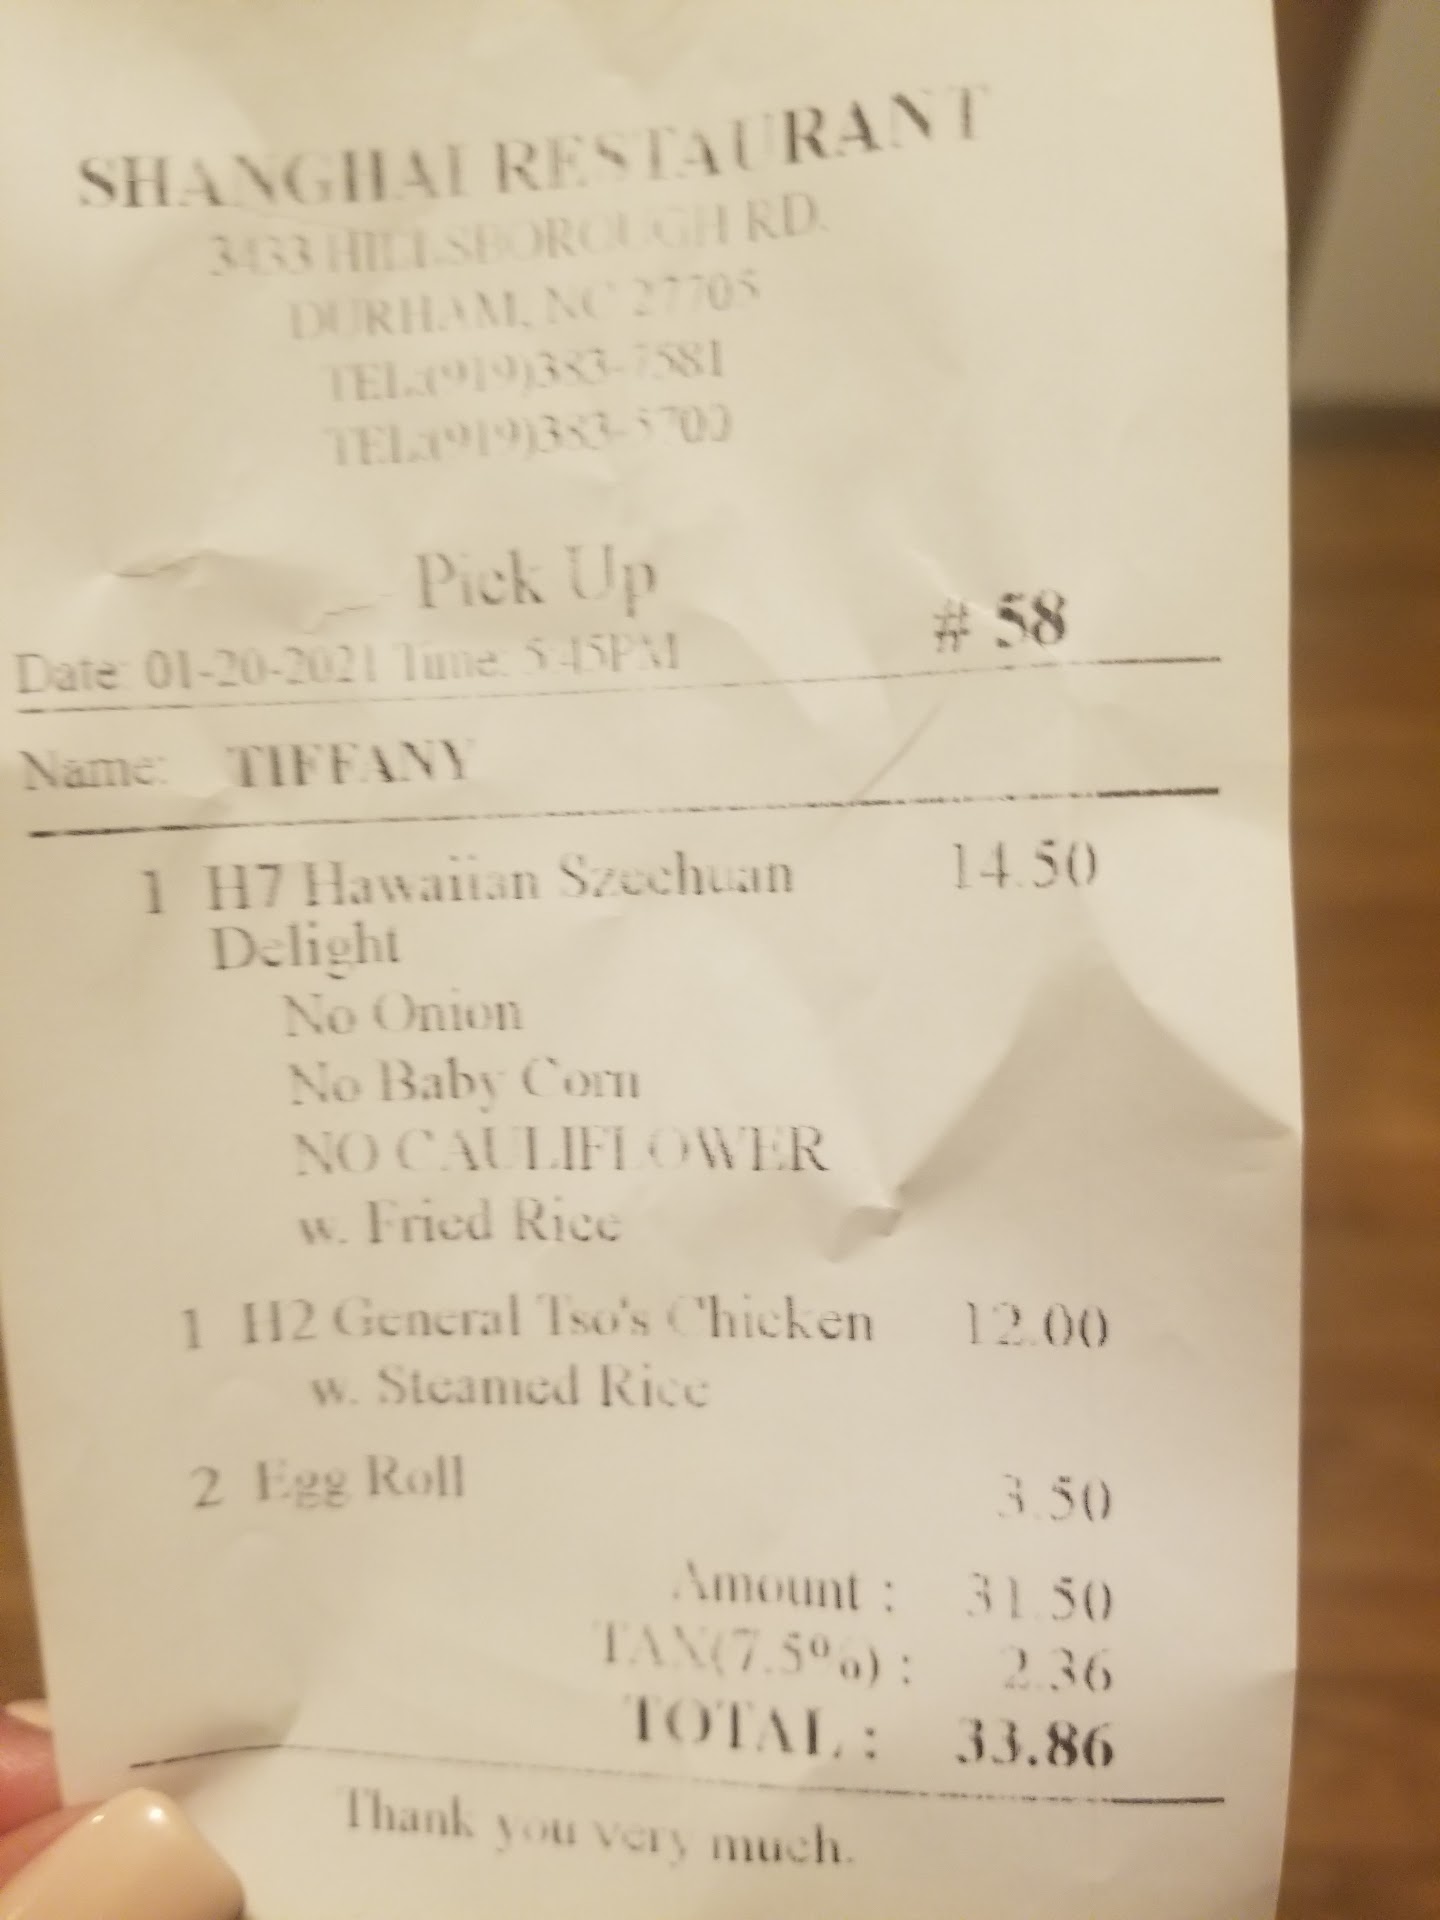 SHANGHAI RESTAURANT
3433 HILLSBOROUGH RD.
DURHAM, NC 27705
TEL:(919)383-7581
TEL:(919)383-5700
Pick Up
# 58
Date: 01-20-2021 Time: 5:45PM
Name: TIFFANY
1 H7 Hawaiian Szechuan 14.50
Delight
No Onion
No Baby Corn
NO CAULIFLOWER
w. Fried Rice
1 H2 General Tso's Chicken 12.00
w. Steamed Rice
2 Egg Roll 3.50
Amount : 31.50
TAX(7.5%) : 2.36
TOTAL : 33.86
Thank you very much.